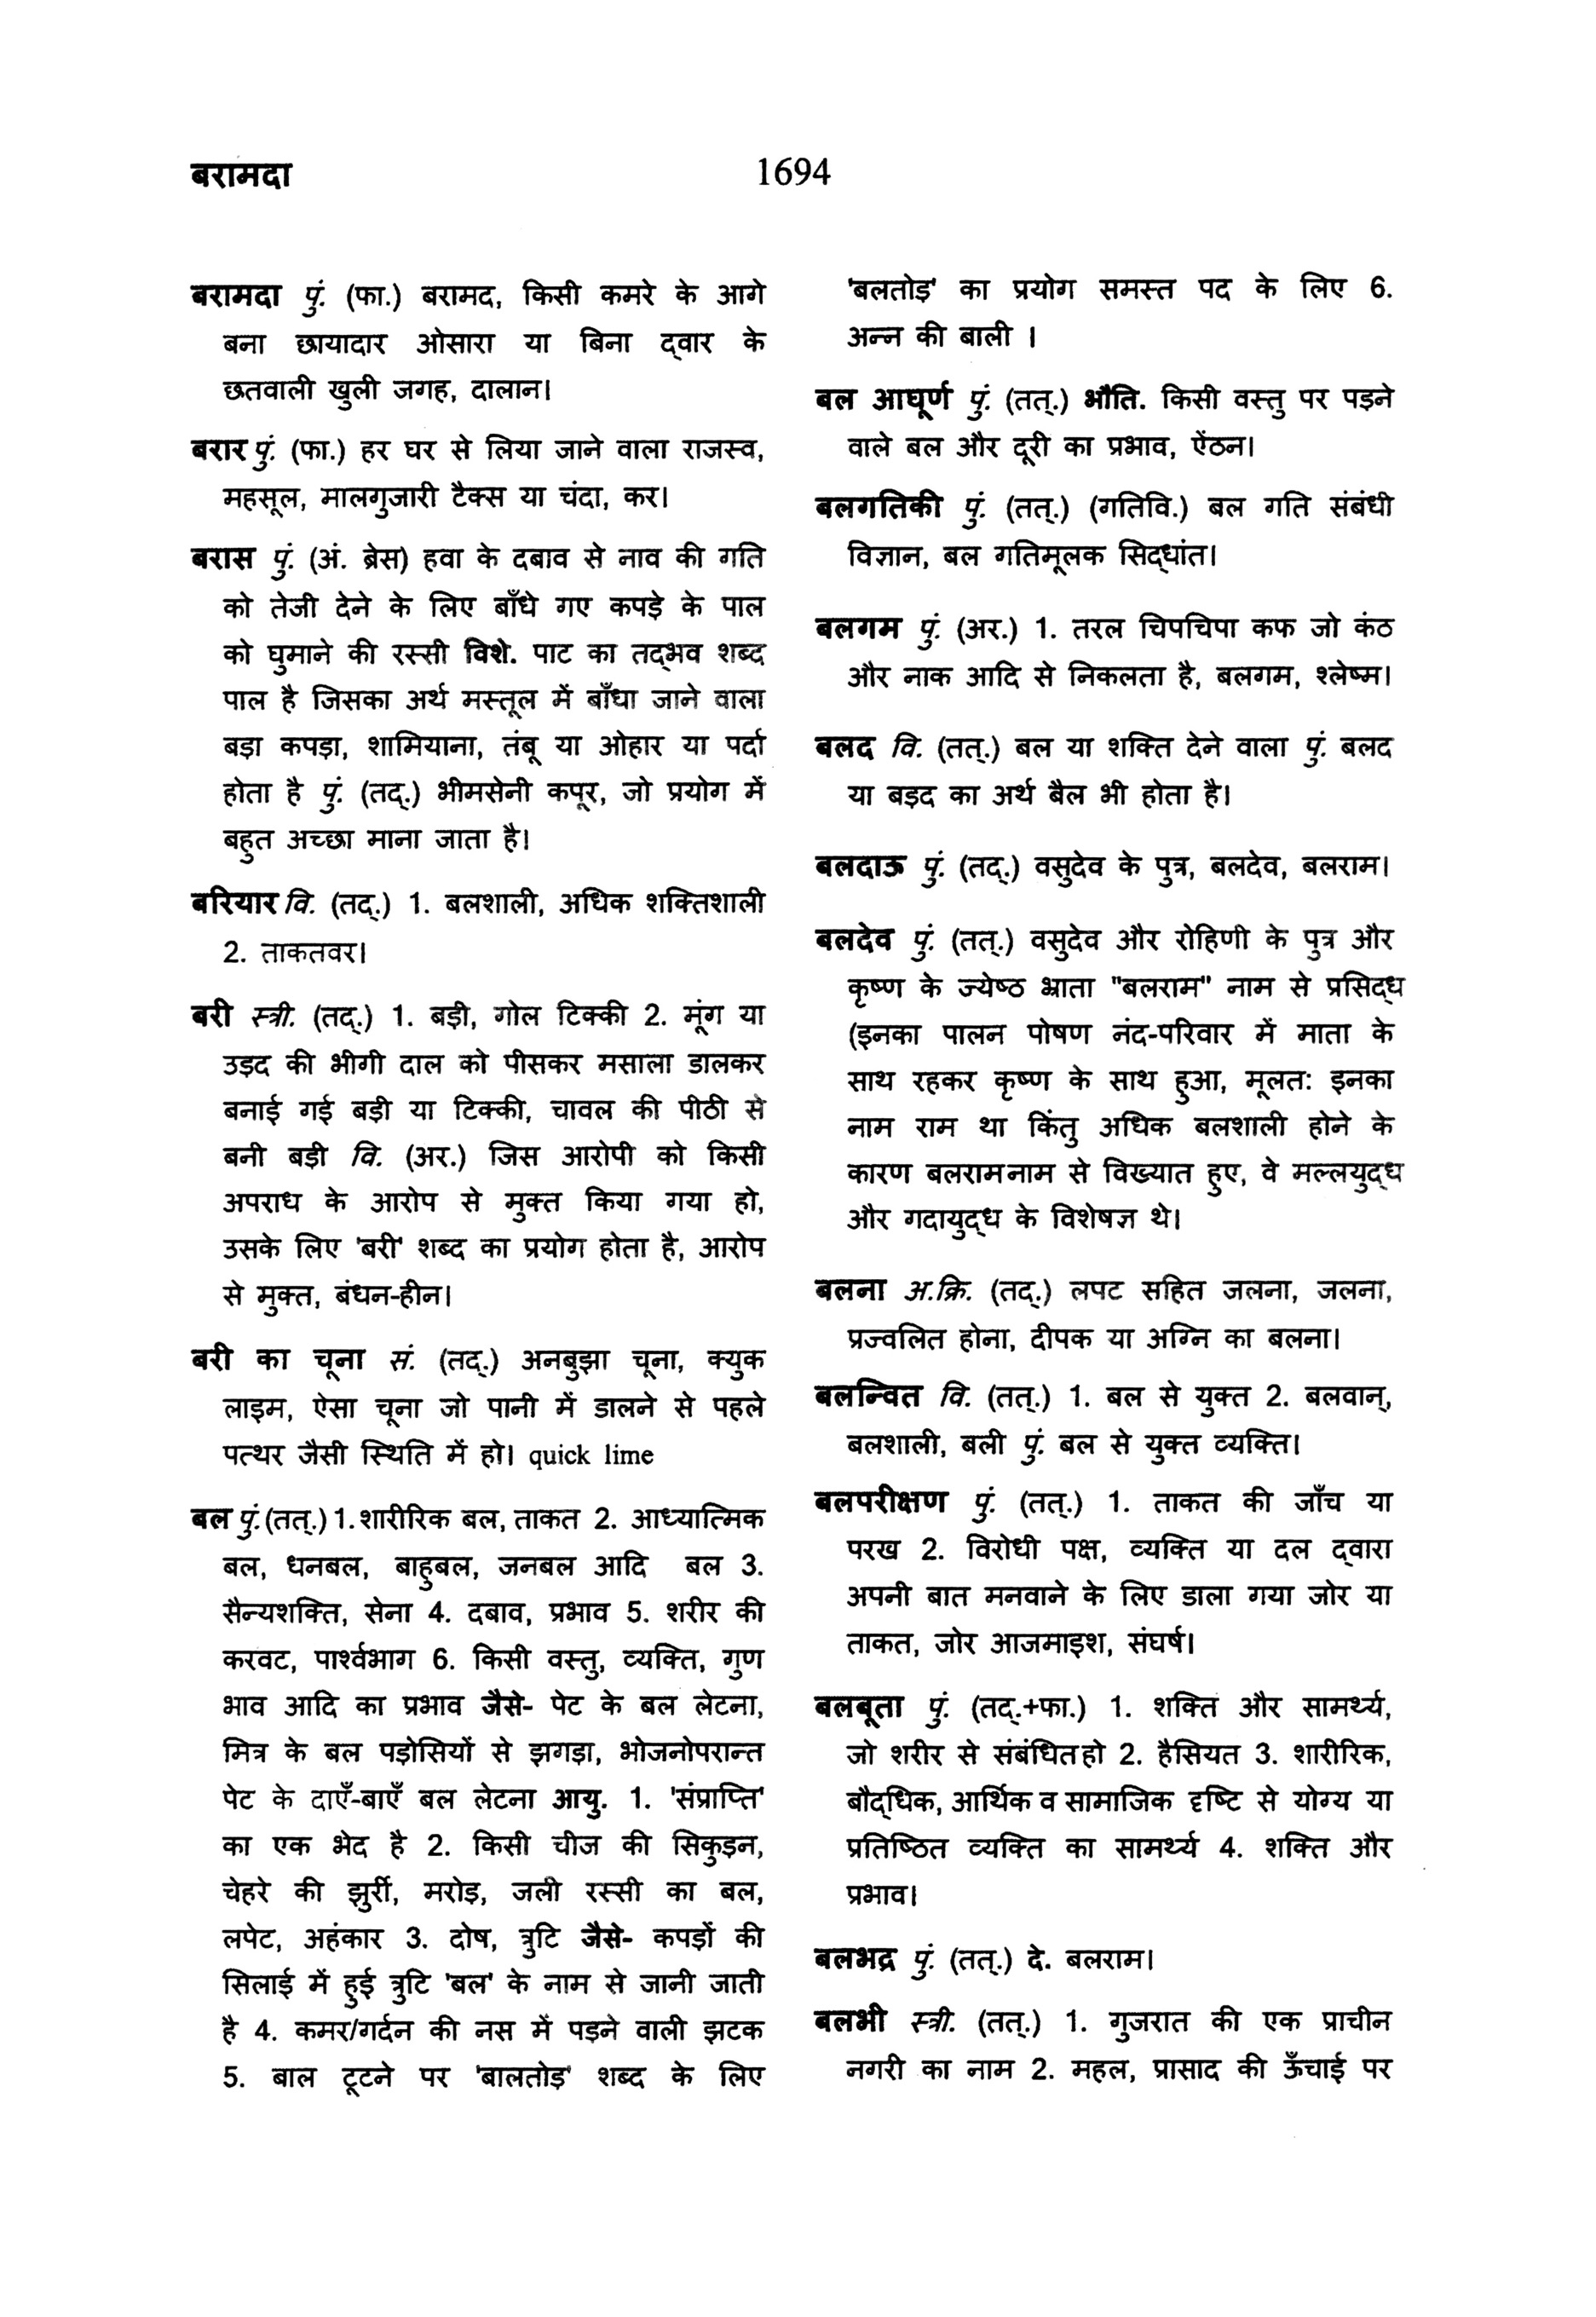 बरामदा
1694
बरामदा पुं. (फा.) बरामद, किसी कमरे के आगे
बना छायादार ओसारा या बिना द्वार के
छतवाली खुली जगह, दालान।
बरार पुं. (फा.) हर घर से लिया जाने वाला राजस्व,
महसूल, मालगुजारी टैक्स या चंदा, कर।
बरास पुं. (अं. ब्रेस) हवा के दबाव से नाव की गति
को तेजी देने के लिए बाँधे गए कपड़े के पाल
को घुमाने की रस्सी विशे. पाट का तद्भव शब्द
पाल है जिसका अर्थ मस्तूल में बाँधा जाने वाला
बड़ा कपड़ा, शामियाना, तंबू या ओहार या पर्दा
होता है पुं. (तद्.) भीमसेनी कपूर, जो प्रयोग में
बहुत अच्छा माना जाता है।
बरियार वि. (तद्.) 1. बलशाली, अधिक शक्तिशाली
2. ताकतवर।
बरी स्त्री. (तद्.) 1. बड़ी, गोल टिक्की 2. मूंग या
उड़द की भीगी दाल को पीसकर मसाला डालकर
बनाई गई बड़ी या टिक्की, चावल की पीठी से
बनी बड़ी वि. (अर.) जिस आरोपी को किसी
अपराध के आरोप से मुक्त किया गया हो,
उसके लिए 'बरी' शब्द का प्रयोग होता है, आरोप
से मुक्त, बंधन-हीन।
बरी का चूना सं. (तद्.) अनबुझा चूना, क्युक
लाइम, ऐसा चूना जो पानी में डालने से पहले
पत्थर जैसी स्थिति में हो। quick lime
बल पुं. (तत्.) 1. शारीरिक बल, ताकत 2. आध्यात्मिक
बल, धनबल, बाहुबल, जनबल आदि बल 3.
सैन्यशक्ति, सेना 4. दबाव, प्रभाव 5. शरीर की
करवट, पार्श्वभाग 6. किसी वस्तु, व्यक्ति, गुण
भाव आदि का प्रभाव जैसे- पेट के बल लेटना,
मित्र के बल पड़ोसियों से झगड़ा, भोजनोपरान्त
पेट के दाएँ-बाएँ बल लेटना आयु. 1. 'संप्राप्ति'
का एक भेद है 2. किसी चीज की सिकुड़न,
चेहरे की झुर्री, मरोड़, जली रस्सी का बल,
लपेट, अहंकार 3. दोष, त्रुटि जैसे- कपड़ों की
सिलाई में हुई त्रुटि 'बल' के नाम से जानी जाती
है 4. कमर/गर्दन की नस में पड़ने वाली झटक
5. बाल टूटने पर 'बालतोड़' शब्द के लिए
'बलतोड़' का प्रयोग समस्त पद के लिए 6.
अन्न की बाली ।
बल आघूर्ण पुं. (तत्.) भौति. किसी वस्तु पर पड़ने
वाले बल और दूरी का प्रभाव, ऐंठन।
बलगतिकी पुं. (तत्.) (गतिवि.) बल गति संबंधी
विज्ञान, बल गतिमूलक सिद्धांत।
बलगम पुं. (अर.) 1. तरल चिपचिपा कफ जो कंठ
और नाक आदि से निकलता है, बलगम, श्लेष्म।
बलद वि. (तत्.) बल या शक्ति देने वाला पुं. बलद
या बड़द का अर्थ बैल भी होता है।
बलदाऊ पुं. (तद्.) वसुदेव के पुत्र, बलदेव, बलराम।
बलदेव पुं. (तत्.) वसुदेव और रोहिणी के पुत्र और
कृष्ण के ज्येष्ठ भ्राता "बलराम" नाम से प्रसिद्ध
(इनका पालन पोषण नंद-परिवार में माता के
साथ रहकर कृष्ण के साथ हुआ, मूलत: इनका
नाम राम था किंतु अधिक बलशाली होने के
कारण बलरामनाम से विख्यात हुए, वे मल्लयुद्ध
और गदायुद्ध के विशेषज्ञ थे।
बलना अ.क्रि. (तद्.) लपट सहित जलना, जलना,
प्रज्वलित होना, दीपक या अग्नि का बलना।
बलन्वित वि. (तत्.) 1. बल से युक्त 2. बलवान्,
बलशाली, बली पुं. बल से युक्त व्यक्ति।
बलपरीक्षण पुं. (तत्.) 1. ताकत की जाँच या
परख 2. विरोधी पक्ष, व्यक्ति या दल द्वारा
अपनी बात मनवाने के लिए डाला गया जोर या
ताकत, जोर आजमाइश, संघर्ष।
बलबूता पुं. (तद्.+फा.) 1. शक्ति और सामर्थ्य,
जो शरीर से संबंधितहो 2. हैसियत 3. शारीरिक,
बौद्धिक, आर्थिक व सामाजिक दृष्टि से योग्य या
प्रतिष्ठित व्यक्ति का सामर्थ्य 4. शक्ति और
प्रभाव।
बलभद्र पुं. (तत्.) दे. बलराम।
बलभी स्त्री. (तत्.) 1. गुजरात की एक प्राचीन
नगरी का नाम 2. महल, प्रासाद की ऊँचाई पर